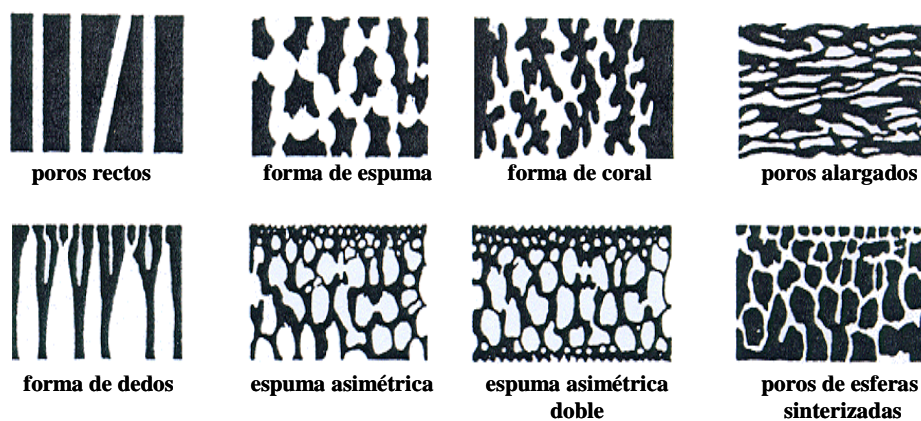 poros rectos
forma de espuma
forma de coral
poros alargados
forma de dedos
espuma asimétrica
espuma asimétrica
doble
poros de esferas
sinterizadas